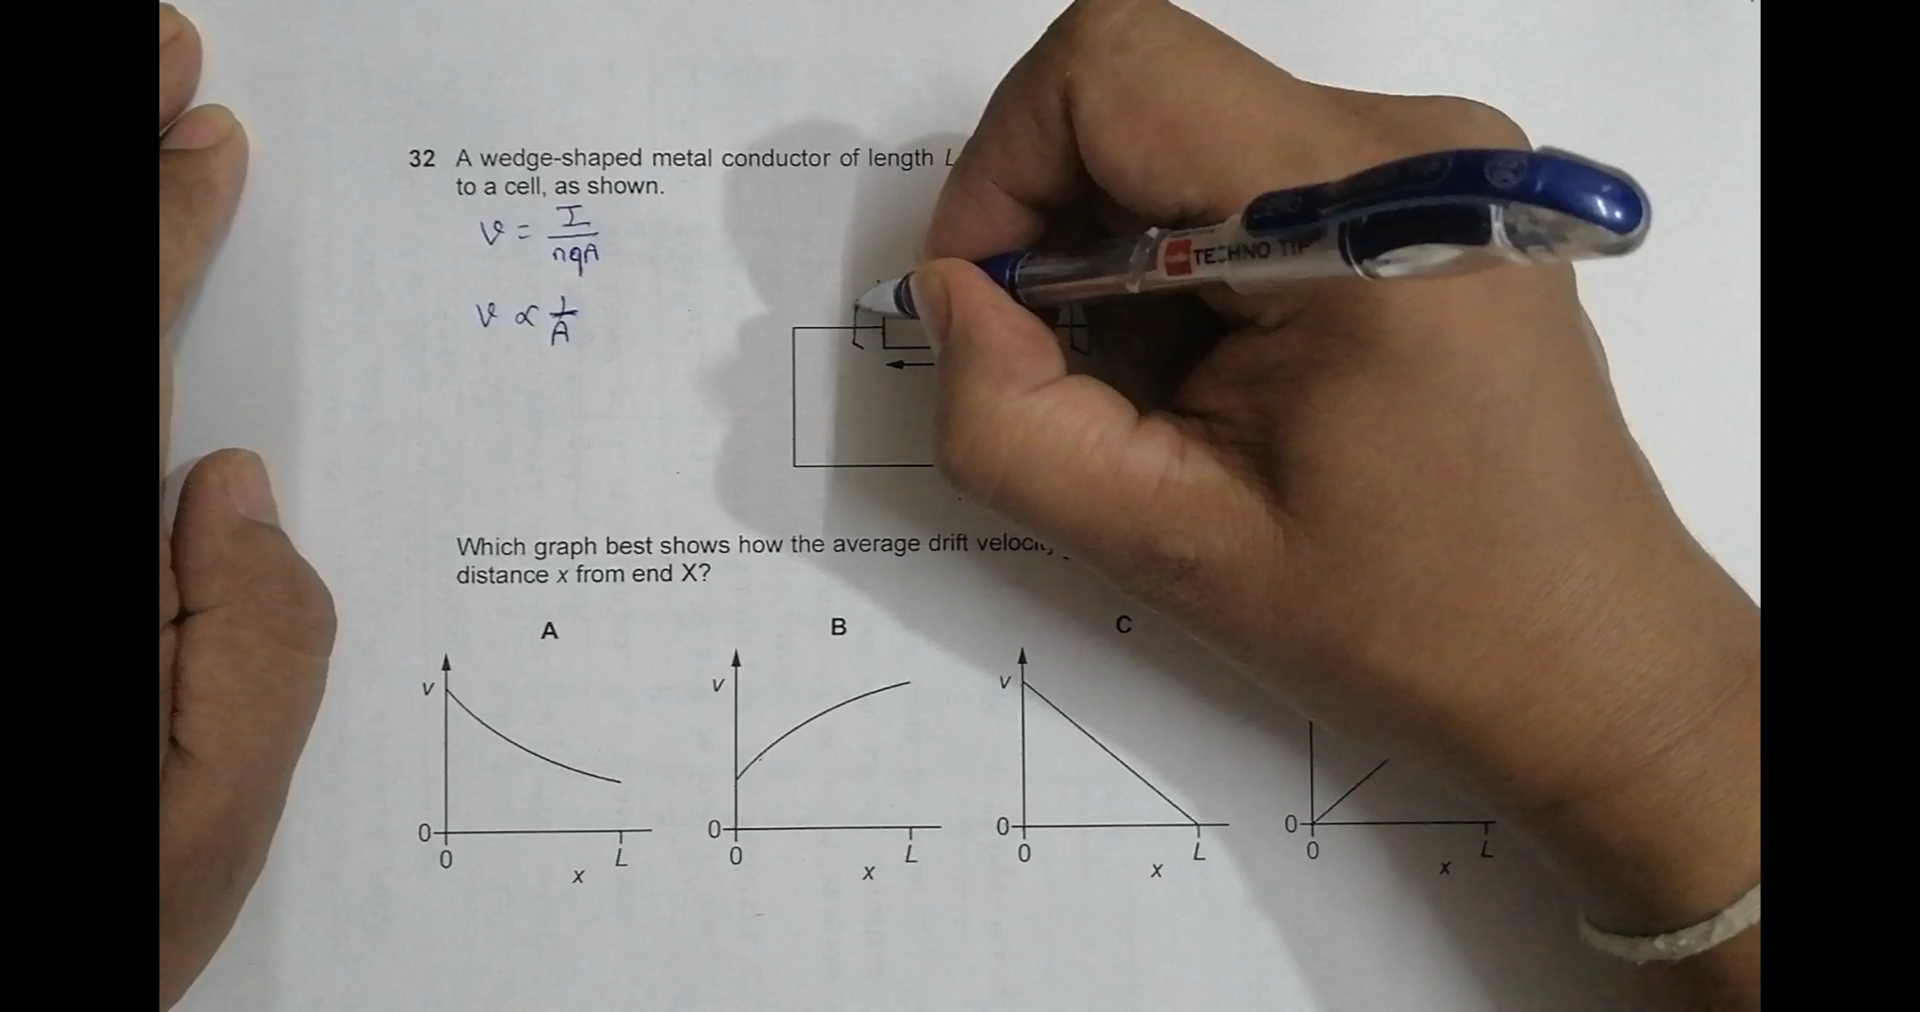 32 A wedge-shaped metal conductor of length L
to a cell, as shown.
v = I / nqA
v ∝ 1/A
TECHNO TIP
Which graph best shows how the average drift
distance x from end X?
A B C
v v v
0 0 0 0
0 L 0 L 0 L 0 L
x x x x